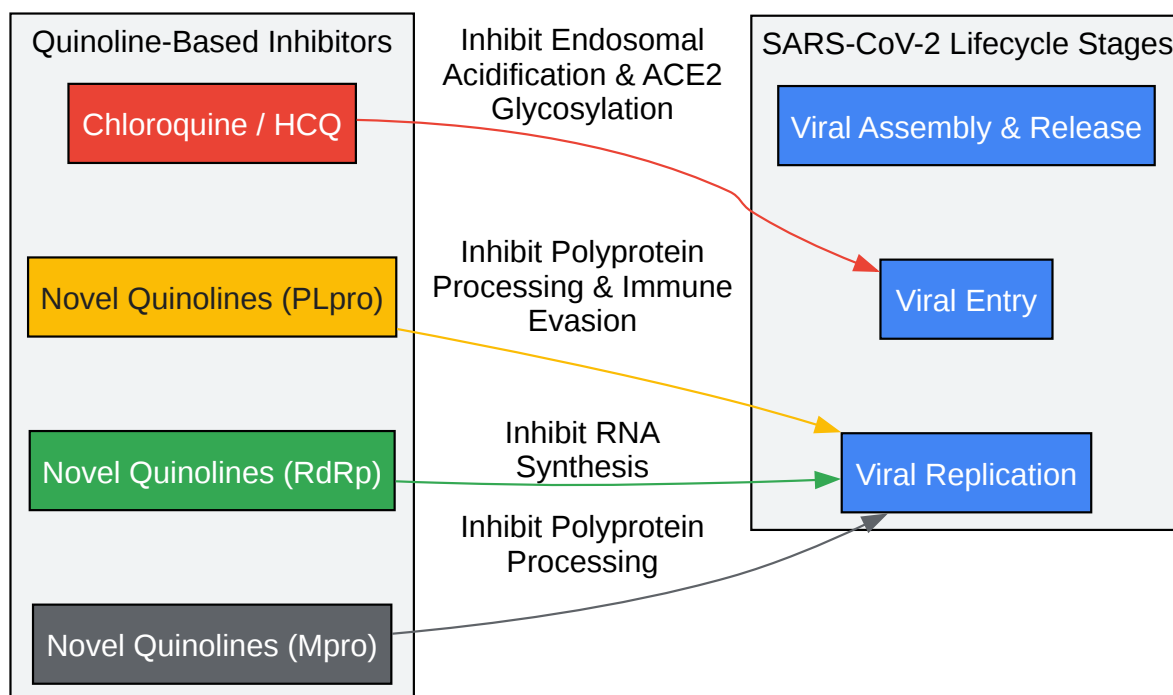 Quinoline-Based Inhibitors
Chloroquine / HCQ
Novel Quinolines (PLpro)
Novel Quinolines (RdRp)
Novel Quinolines (Mpro)
Inhibit Endosomal
Acidification & ACE2
Glycosylation
Inhibit Polyprotein
Processing & Immune
Evasion
Inhibit RNA
Synthesis
Inhibit Polyprotein
Processing
SARS-CoV-2 Lifecycle Stages
Viral Assembly & Release
Viral Entry
Viral Replication